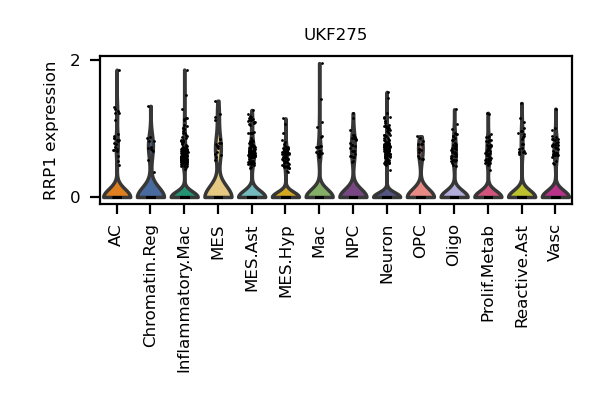 UKF275
RRP1 expression
2
0
AC
Chromatin.Reg
Inflammatory.Mac
MES
MES.Ast
MES.Hyp
Mac
NPC
Neuron
OPC
Oligo
Prolif.Metab
Reactive.Ast
Vasc